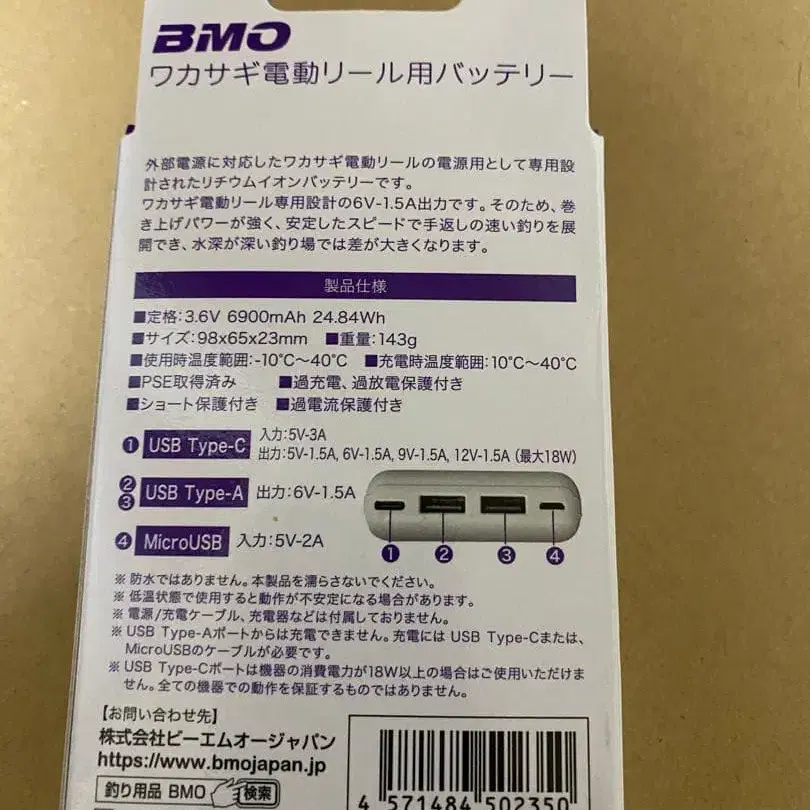 BMO
ワカサギ電動リール用バッテリー
外部電源に対応したワカサギ電動リールの電源用として専用設
計されたリチウムイオンバッテリーです。
ワカサギ電動リール専用設計の6V-1.5A出力です。そのため、巻
き上げパワーが強く、安定したスピードで手返しの速い釣りを展
開でき、水深が深い釣り場では差が大きくなります。
製品仕様
■定格:3.6V 6900mAh 24.84Wh
■サイズ:98x65x23mm ■重量:143g
■使用時温度範囲:-10℃〜40℃ ■充電時温度範囲:10℃〜40℃
■PSE取得済み ■過充電、過放電保護付き
■ショート保護付き ■過電流保護付き
❶ USB Type-C 入力:5V-3A
出力:5V-1.5A, 6V-1.5A, 9V-1.5A, 12V-1.5A (最大18W)
❷
❸ USB Type-A 出力:6V-1.5A
❹ MicroUSB 入力:5V-2A
❶ ❷ ❸ ❹
※ 防水ではありません。本製品を濡らさないでください。
※ 低温状態で使用すると動作が不安定になる場合があります。
※ 電源/充電ケーブル、充電器などは付属しておりません。
※ USB Type-Aポートからは充電できません。充電には USB Type-Cまたは、
MicroUSBのケーブルが必要です。
※ USB Type-Cポートは機器の消費電力が18W以上の場合はご使用いただけま
せん。全ての機器での動作を保証するものではありません。
【お問い合わせ先】
株式会社ビーエムオージャパン
https://www.bmojapan.jp
釣り用品 BMO 検索
4 571484 502350